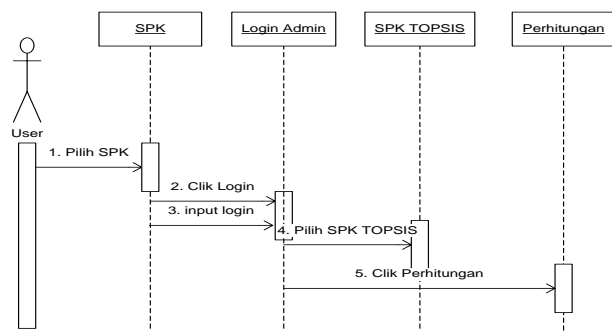 SPK
Login Admin
SPK TOPSIS
Perhitungan
User
1. Pilih SPK
2. Clik Login
3. input login
4. Pilih SPK TOPSIS
5. Clik Perhitungan